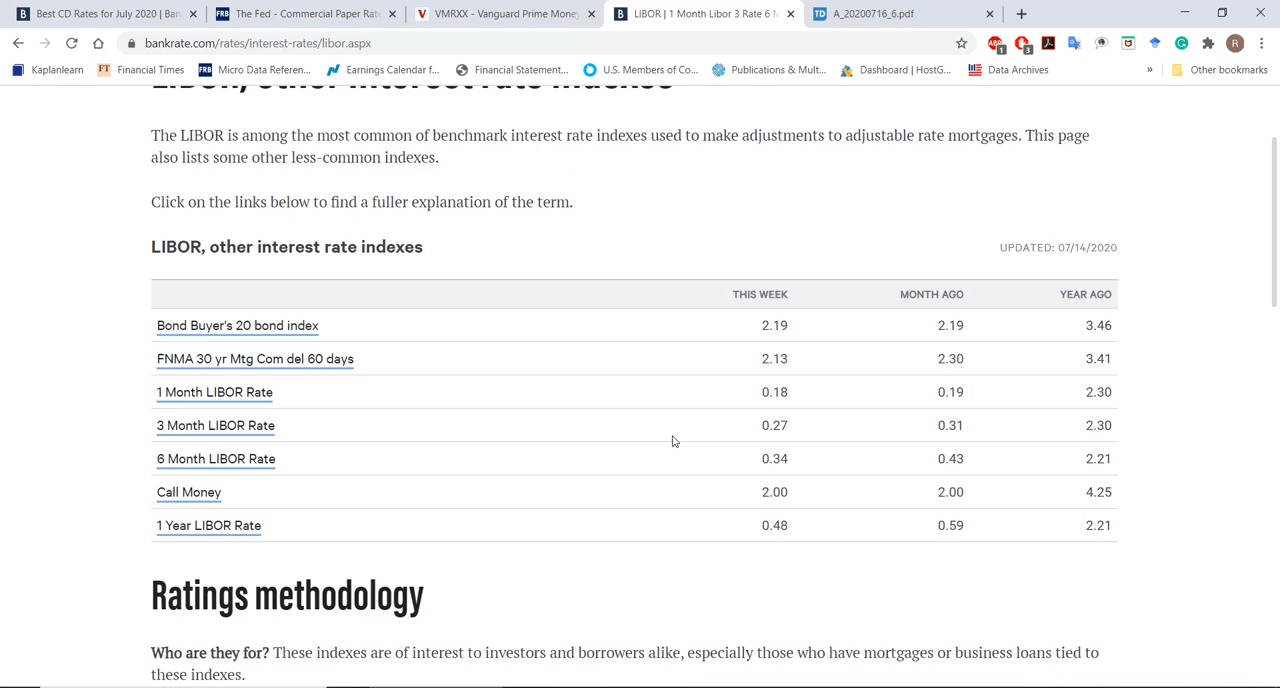 Best CD Rates for July 2020 | Ban
The Fed - Commercial Paper Rate
VMRXX - Vanguard Prime Money
LIBOR | 1 Month Libor 3 Rate 6 M
A_20200716_6.pdf
bankrate.com/rates/interest-rates/libor.aspx
Kaplanlearn
Financial Times
Micro Data Referen...
Earnings Calendar f...
Financial Statement...
U.S. Members of Co...
Publications & Mult...
Dashboard | HostG...
Data Archives
Other bookmarks
LIBOR, other interest rate indexes
The LIBOR is among the most common of benchmark interest rate indexes used to make adjustments to adjustable rate mortgages. This page
also lists some other less-common indexes.
Click on the links below to find a fuller explanation of the term.
LIBOR, other interest rate indexes UPDATED: 07/14/2020
THIS WEEK MONTH AGO YEAR AGO
Bond Buyer's 20 bond index 2.19 2.19 3.46
FNMA 30 yr Mtg Com del 60 days 2.13 2.30 3.41
1 Month LIBOR Rate 0.18 0.19 2.30
3 Month LIBOR Rate 0.27 0.31 2.30
6 Month LIBOR Rate 0.34 0.43 2.21
Call Money 2.00 2.00 4.25
1 Year LIBOR Rate 0.48 0.59 2.21
Ratings methodology
Who are they for? These indexes are of interest to investors and borrowers alike, especially those who have mortgages or business loans tied to
these indexes.